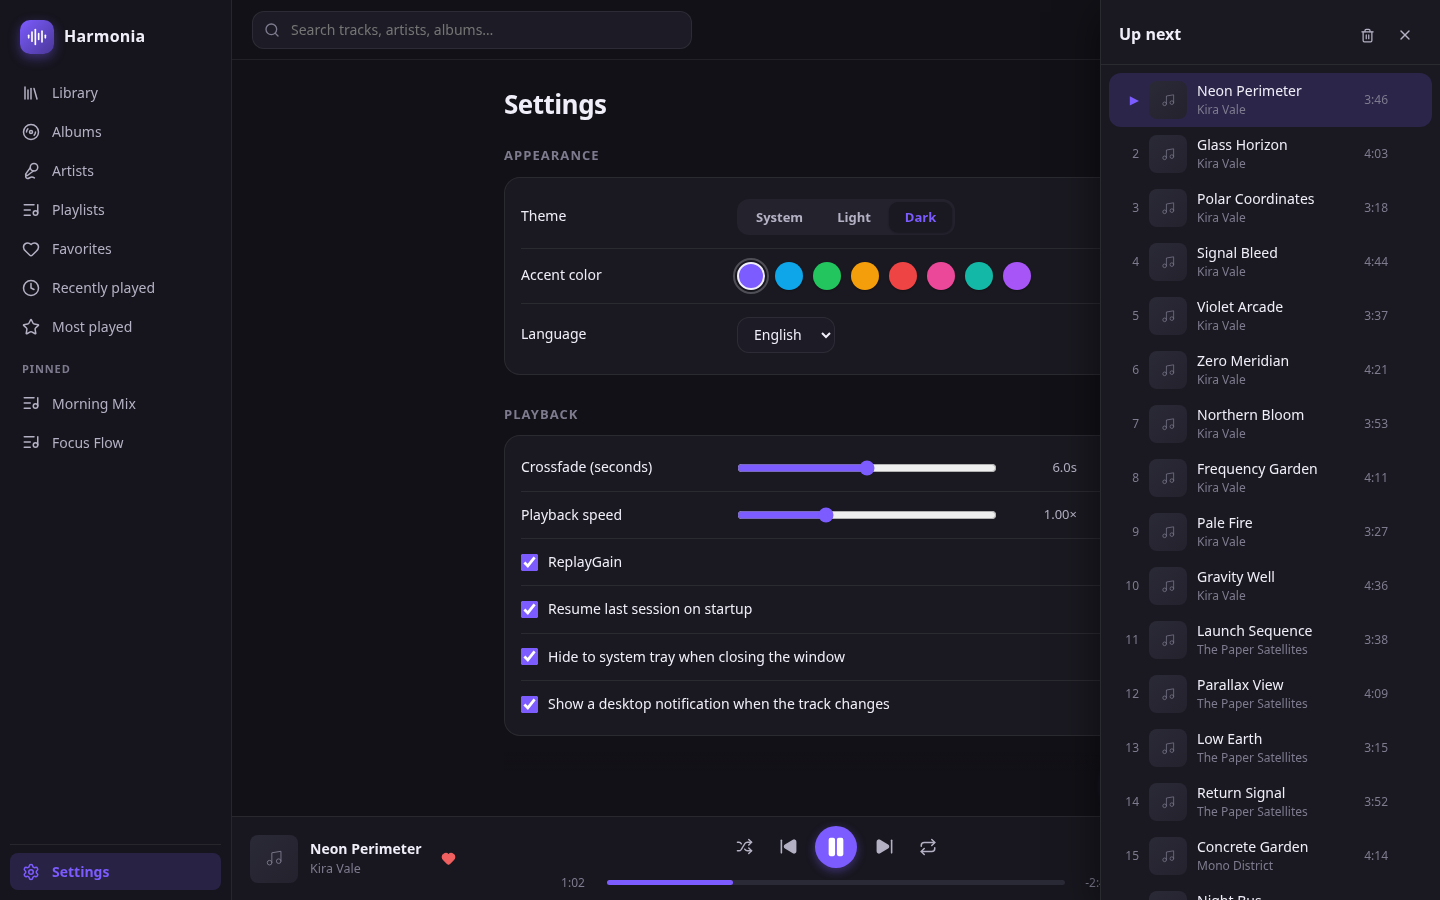 Harmonia
Library
Albums
Artists
Playlists
Favorites
Recently played
Most played
PINNED
Morning Mix
Focus Flow
Settings
Search tracks, artists, albums...
Settings
APPEARANCE
Theme
System Light Dark
Accent color
Language
English
PLAYBACK
Crossfade (seconds)
6.0s
Playback speed
1.00×
ReplayGain
Resume last session on startup
Hide to system tray when closing the window
Show a desktop notification when the track changes
Neon Perimeter
Kira Vale
1:02
-2:
Up next
Neon Perimeter
Kira Vale
3:46
2
Glass Horizon
Kira Vale
4:03
3
Polar Coordinates
Kira Vale
3:18
4
Signal Bleed
Kira Vale
4:44
5
Violet Arcade
Kira Vale
3:37
6
Zero Meridian
Kira Vale
4:21
7
Northern Bloom
Kira Vale
3:53
8
Frequency Garden
Kira Vale
4:11
9
Pale Fire
Kira Vale
3:27
10
Gravity Well
Kira Vale
4:36
11
Launch Sequence
The Paper Satellites
3:38
12
Parallax View
The Paper Satellites
4:09
13
Low Earth
The Paper Satellites
3:15
14
Return Signal
The Paper Satellites
3:52
15
Concrete Garden
Mono District
4:14